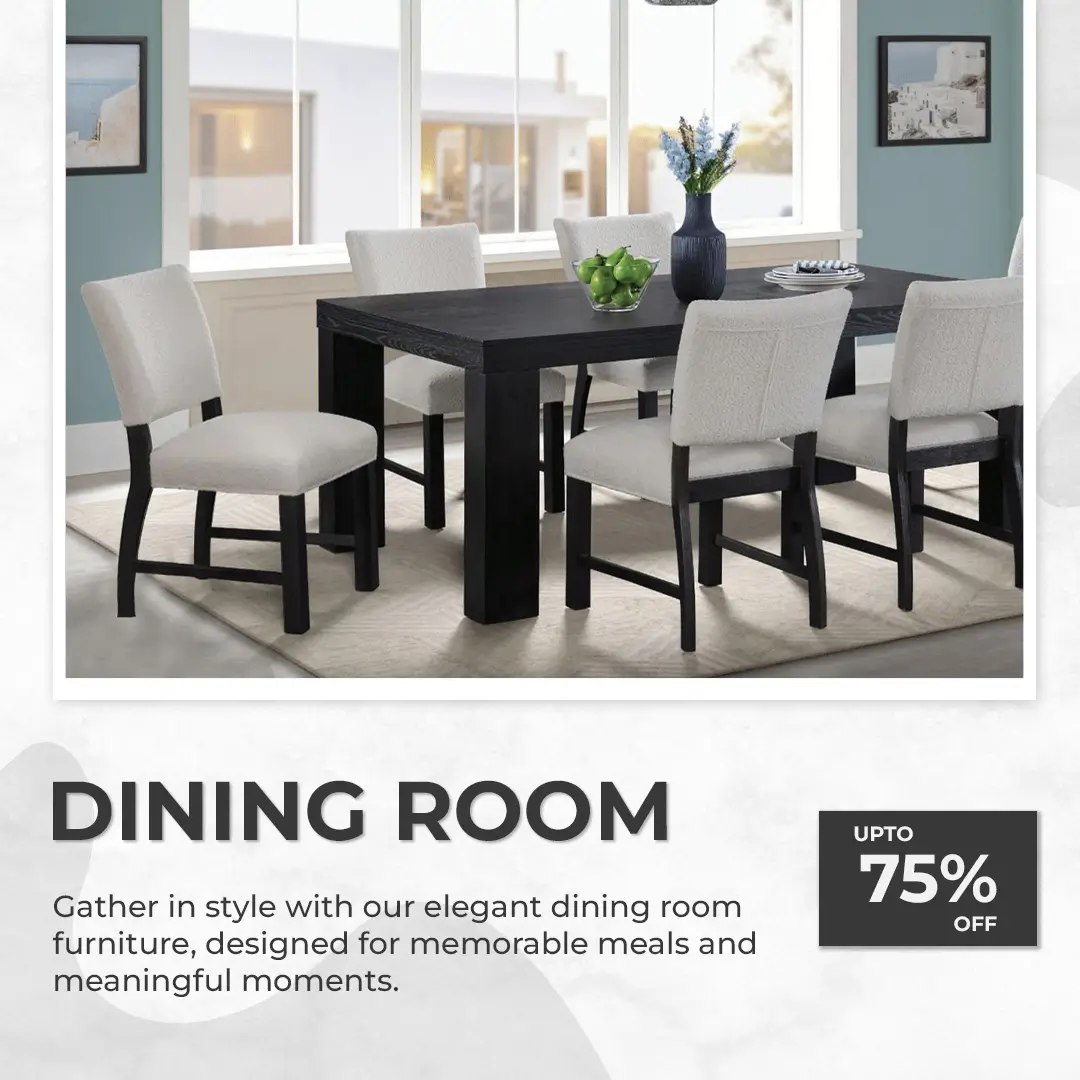 DINING ROOM
Gather in style with our elegant dining room
furniture, designed for memorable meals and
meaningful moments.
UPTO
75%
OFF